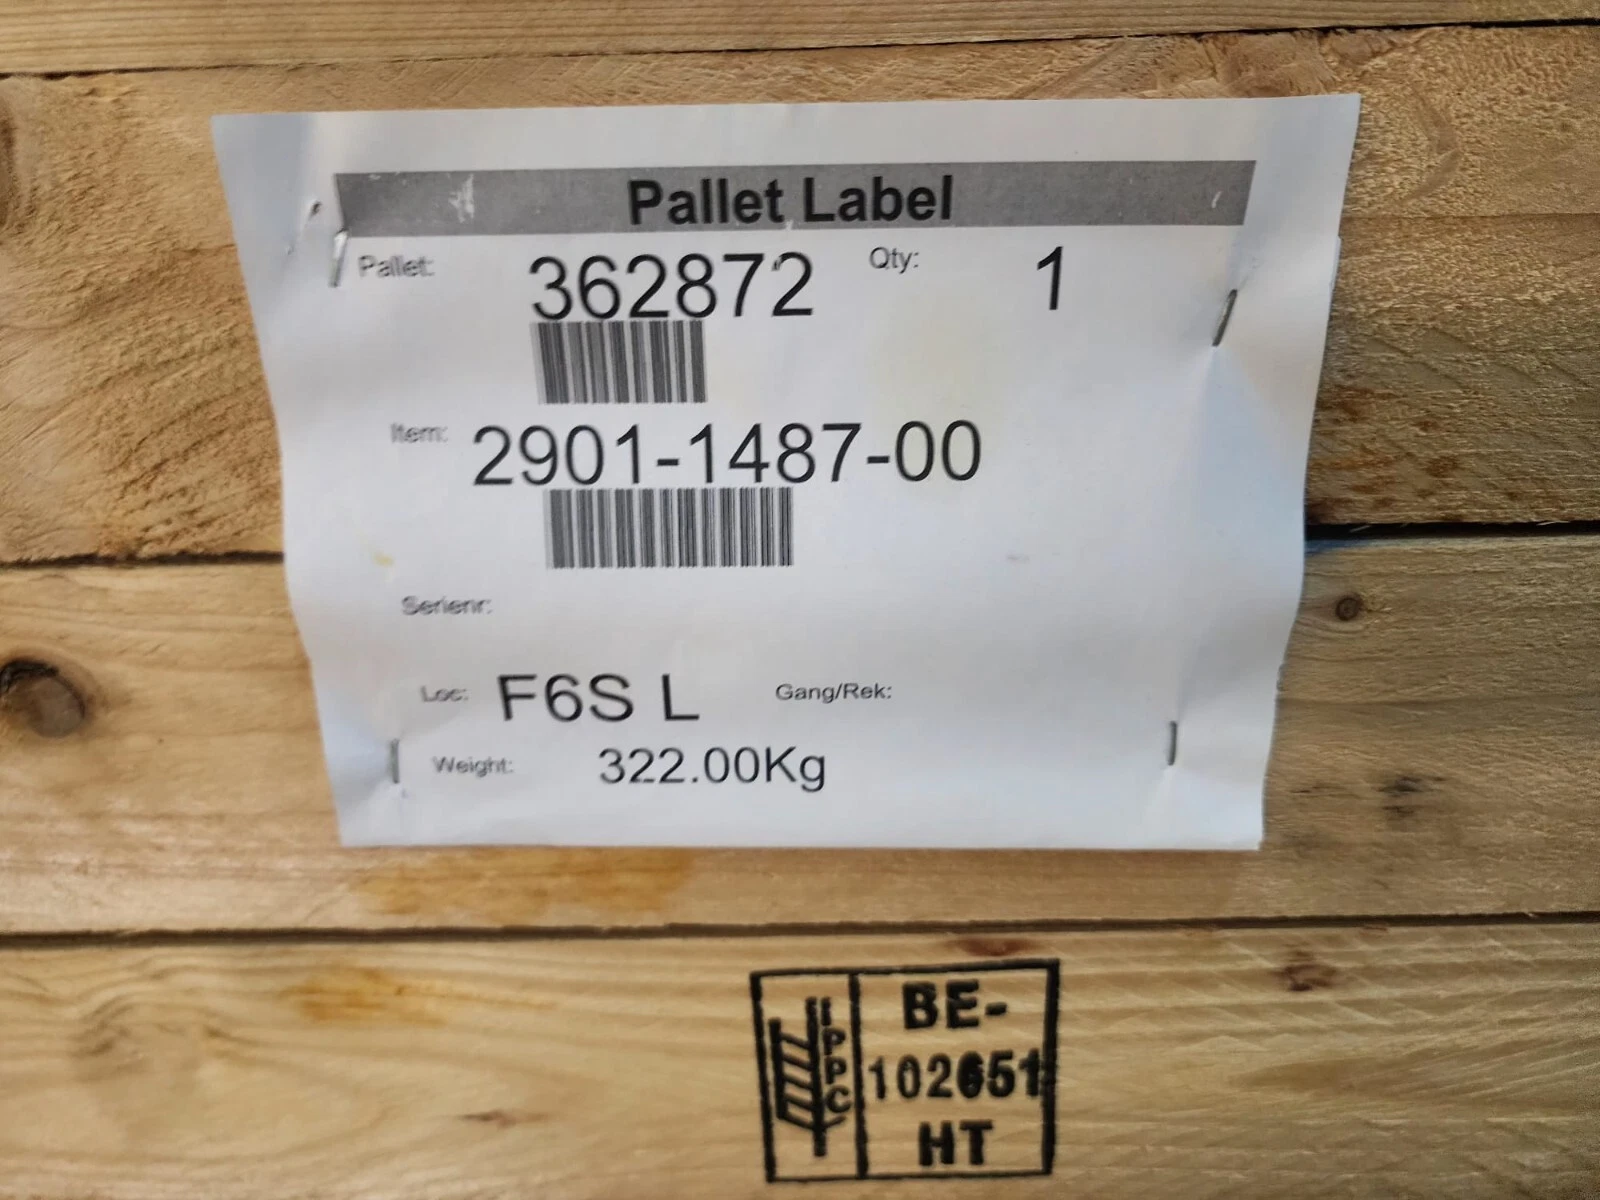 Pallet Label
Pallet: 362872 Qty: 1
Item: 2901-1487-00
Serienr:
Loc: F6S L Gang/Rek:
Weight: 322.00Kg
IPPC
BE-
102651
HT